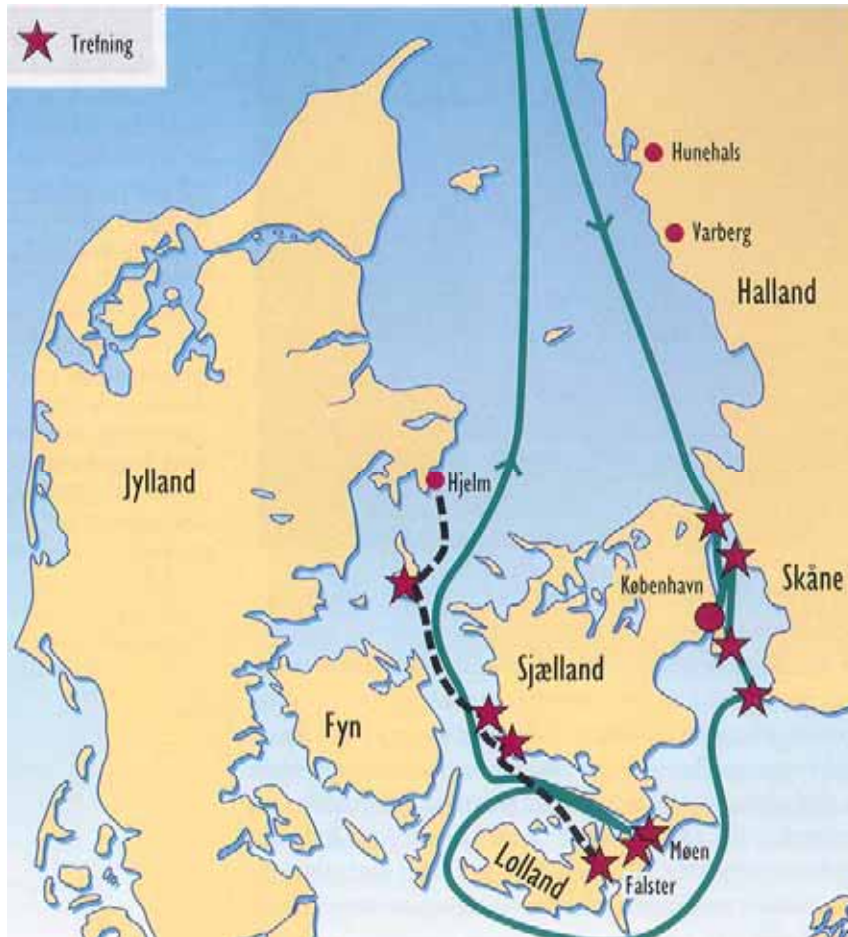 Trefning
Hunehals
Varberg
Halland
Jylland
Hjelm
Skåne
København
Sjælland
Fyn
Møen
Lolland
Falster